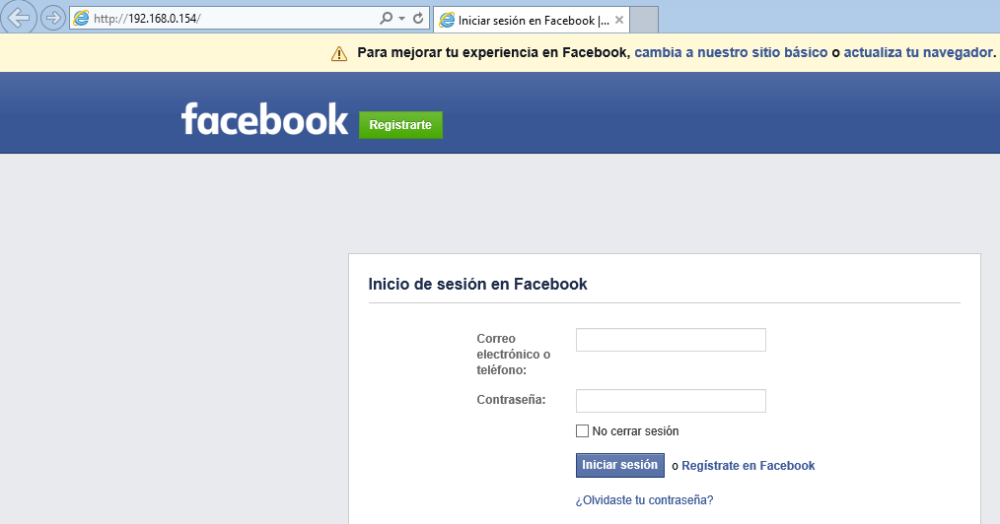 http://192.168.0.154/
Iniciar sesión en Facebook |...
Para mejorar tu experiencia en Facebook, cambia a nuestro sitio básico o actualiza tu navegador.
facebook
Registrarte
Inicio de sesión en Facebook
Correo
electrónico o
teléfono:
Contraseña:
No cerrar sesión
Iniciar sesión o Regístrate en Facebook
¿Olvidaste tu contraseña?